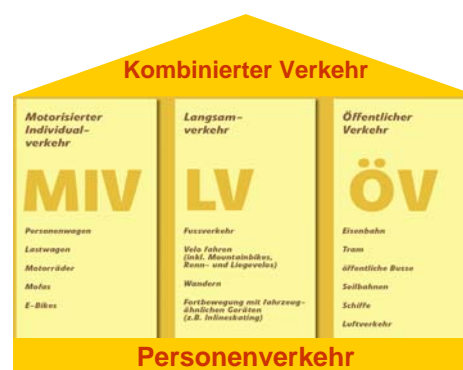 Kombinierter Verkehr
Motorisierter
Individual-
verkehr
MIV
Personenwagen
Lastwagen
Motorräder
Mofas
E-Bikes
Langsam-
verkehr
LV
Fussverkehr
Velo fahren
(inkl. Mountainbikes,
Renn- und Liegevelos)
Wandern
Fortbewegung mit fahrzeug-
ähnlichen Geräten
(z.B. Inlineskating)
Öffentlicher
Verkehr
ÖV
Eisenbahn
Tram
öffentliche Busse
Seilbahnen
Schiffe
Luftverkehr
Personenverkehr